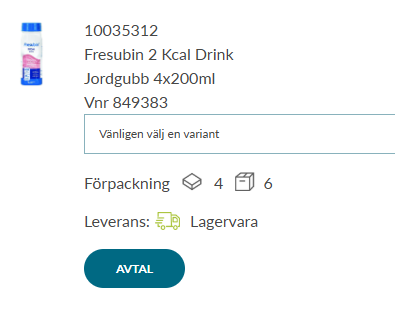 10035312
Fresubin 2 Kcal Drink
Jordgubb 4x200ml
Vnr 849383
Vänligen välj en variant
Förpackning 4 6
Leverans: Lagervara
AVTAL